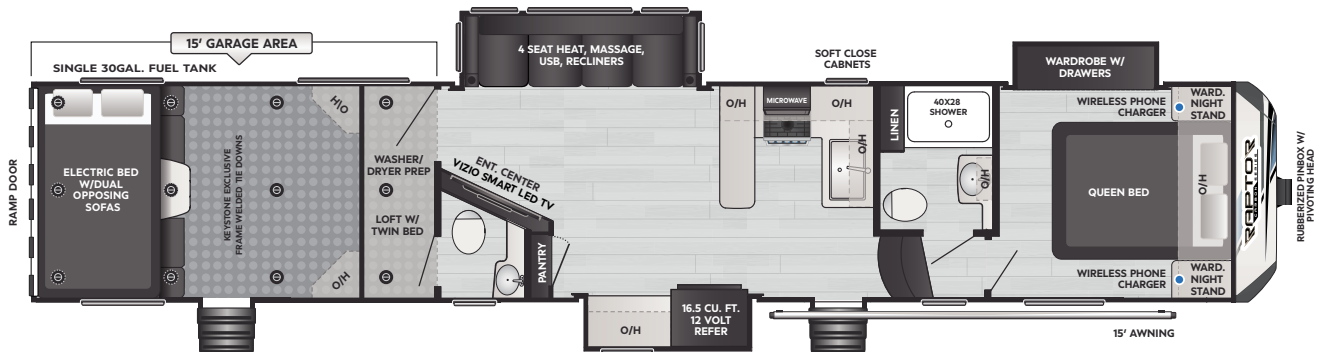 15' GARAGE AREA
SINGLE 30GAL. FUEL TANK
RAMP DOOR
ELECTRIC BED
W/DUAL
OPPOSING
SOFAS
KEYSTONE EXCLUSIVE
FRAME WELDED TIE DOWNS
O/H
O/H
WASHER/
DRYER PREP
LOFT W/
TWIN BED
4 SEAT HEAT, MASSAGE,
USB, RECLINERS
ENT. CENTER
VIZIO SMART LED TV
PANTRY
O/H
16.5 CU. FT.
12 VOLT
REFER
SOFT CLOSE
CABNETS
O/H
MICROWAVE
O/H
O/H
LINEN
40X28
SHOWER
O/H
WARDROBE W/
DRAWERS
WIRELESS PHONE
CHARGER
WARD.
NIGHT
STAND
QUEEN BED
O/H
WIRELESS PHONE
CHARGER
WARD.
NIGHT
STAND
15' AWNING
RAPTOR
RUBBERIZED PINBOX W/
PIVOTING HEAD